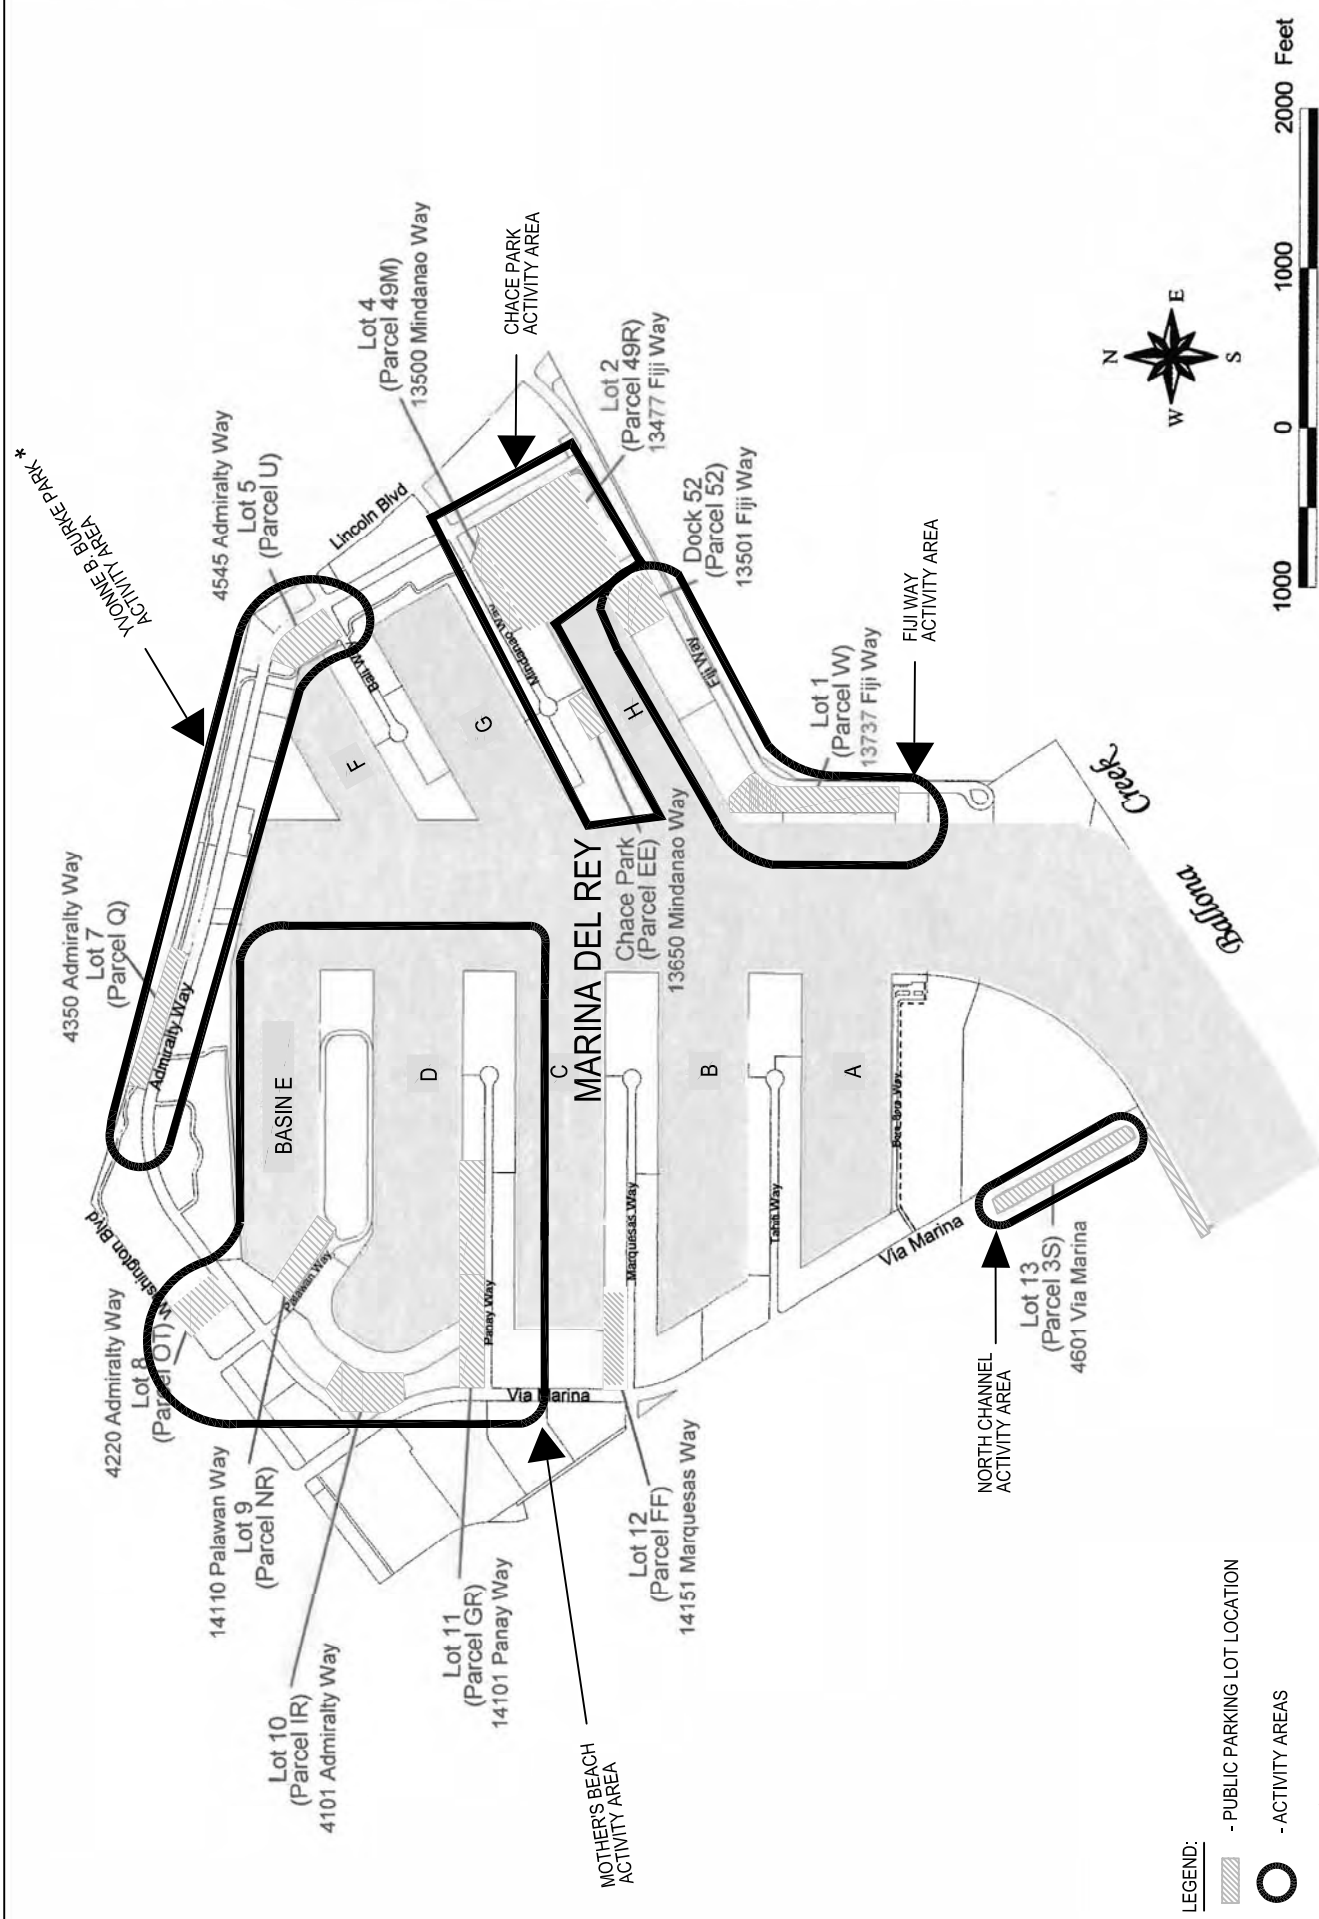 YVONNE B. BURKE PARK *
ACTIVITY AREA
4545 Admiralty Way
Lot 5
(Parcel U)
Lincoln Blvd
Lot 4
(Parcel 49M)
13500 Mindanao Way
CHACE PARK
ACTIVITY AREA
Lot 2
(Parcel 49R)
13477 Fiji Way
Dock 52
(Parcel 52)
13501 Fiji Way
FIJI WAY
ACTIVITY AREA
Lot 1
(Parcel W)
13737 Fiji Way
Fiji Way
Mindanao Way
Bali Way
F
G
H
4350 Admiralty Way
Lot 7
(Parcel Q)
Admiralty Way
Chace Park
(Parcel EE)
13650 Mindanao Way
MARINA DEL REY
BASIN E
D
C
B
A
Washington Blvd
4220 Admiralty Way
Lot 8
(Parcel OT)
Palawan Way
Panay Way
Marquesas Way
Tahiti Way
Via Marina
Via Marina
14110 Palawan Way
Lot 9
(Parcel NR)
Lot 10
(Parcel IR)
4101 Admiralty Way
Lot 11
(Parcel GR)
14101 Panay Way
Lot 12
(Parcel FF)
14151 Marquesas Way
MOTHER'S BEACH
ACTIVITY AREA
NORTH CHANNEL
ACTIVITY AREA
Lot 13
(Parcel 3S)
4601 Via Marina
Ballona
Creek
N
W
E
S
1000
0
1000
2000 Feet
LEGEND:
- PUBLIC PARKING LOT LOCATION
- ACTIVITY AREAS